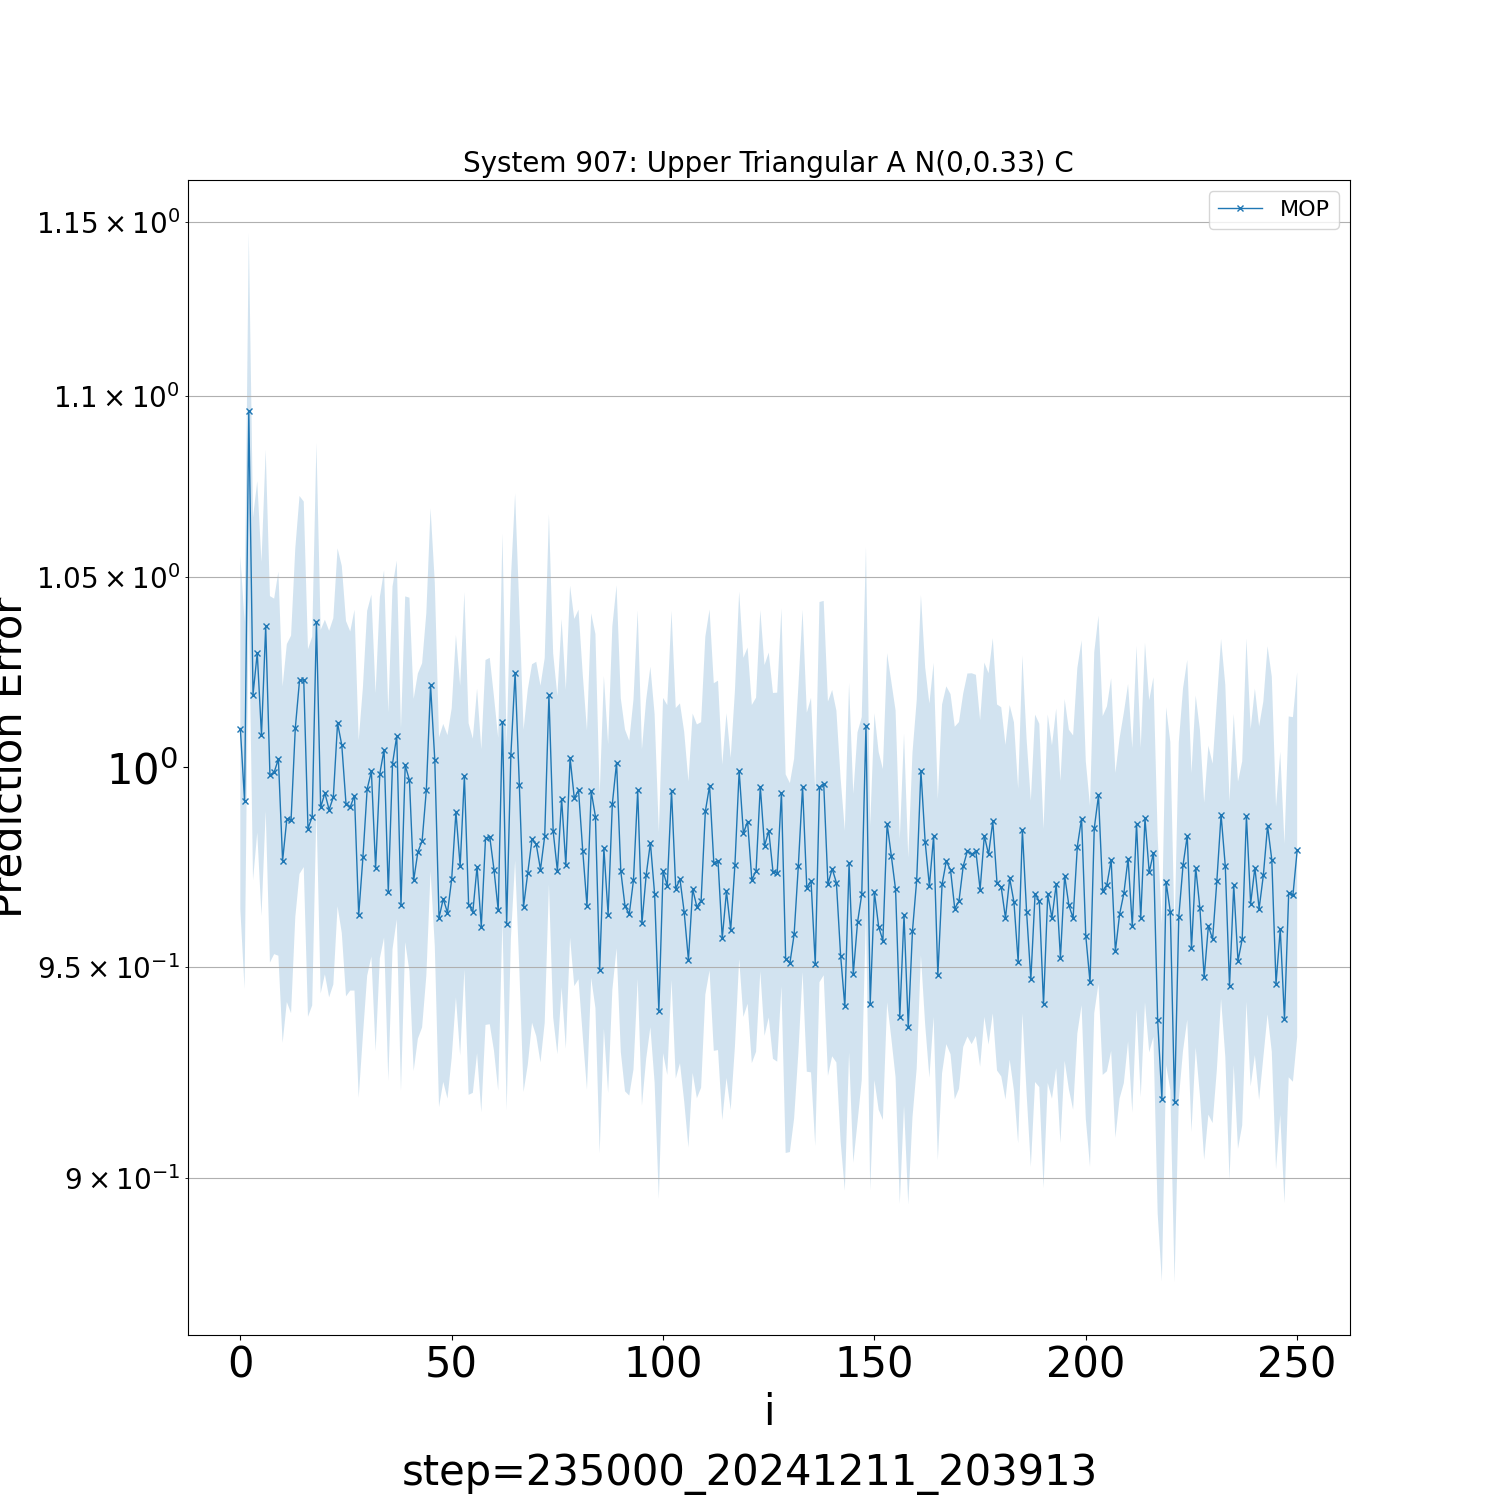 System 907: Upper Triangular A N(0,0.33) C
MOP
1.15 × 10⁰
1.1 × 10⁰
1.05 × 10⁰
10⁰
9.5 × 10⁻¹
9 × 10⁻¹
Prediction Error
0 50 100 150 200 250
i
step=235000_20241211_203913